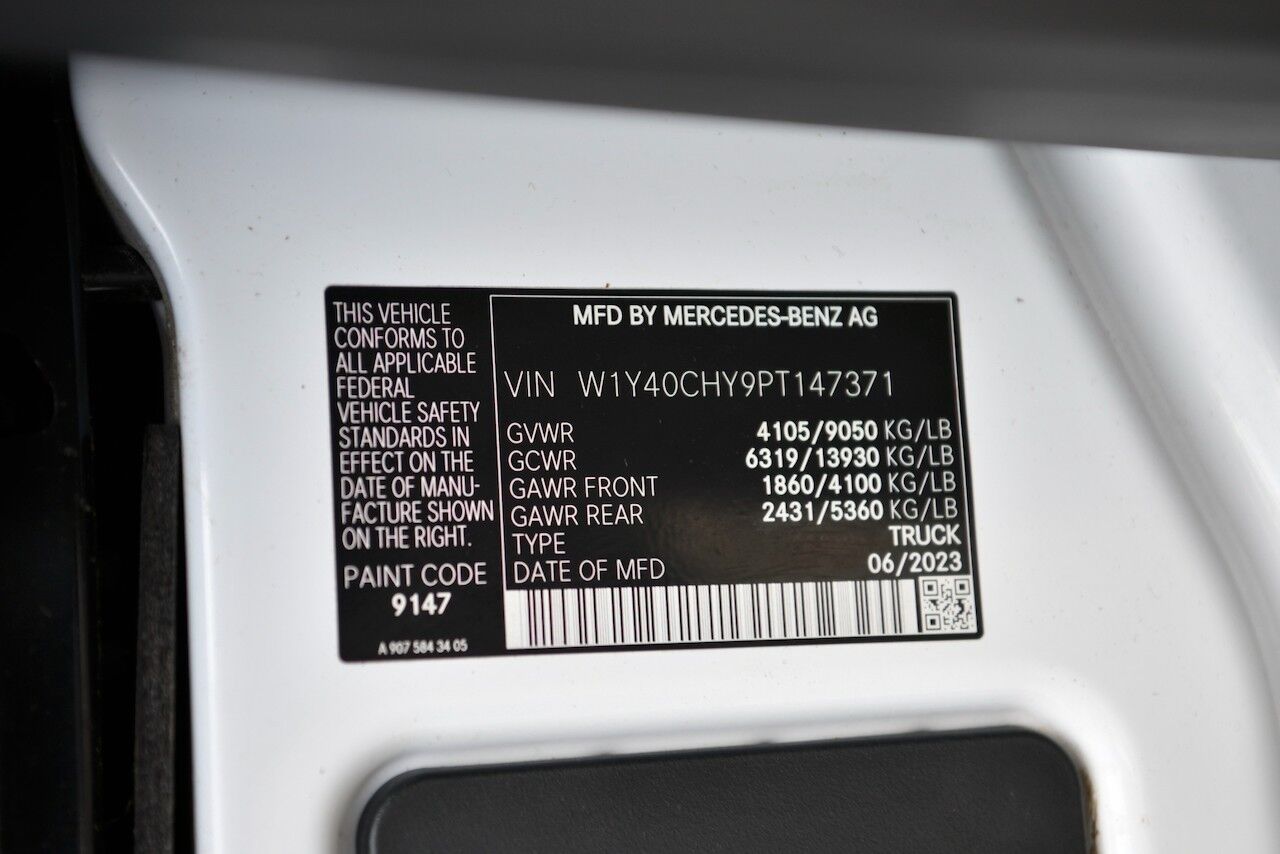 THIS VEHICLE
CONFORMS TO
ALL APPLICABLE
FEDERAL
VEHICLE SAFETY
STANDARDS IN
EFFECT ON THE
DATE OF MANU-
FACTURE SHOWN
ON THE RIGHT.
PAINT CODE
9147
A 907 584 34 05
MFD BY MERCEDES-BENZ AG
VIN W1Y40CHY9PT147371
GVWR 4105/9050 KG/LB
GCWR 6319/13930 KG/LB
GAWR FRONT 1860/4100 KG/LB
GAWR REAR 2431/5360 KG/LB
TYPE TRUCK
DATE OF MFD 06/2023